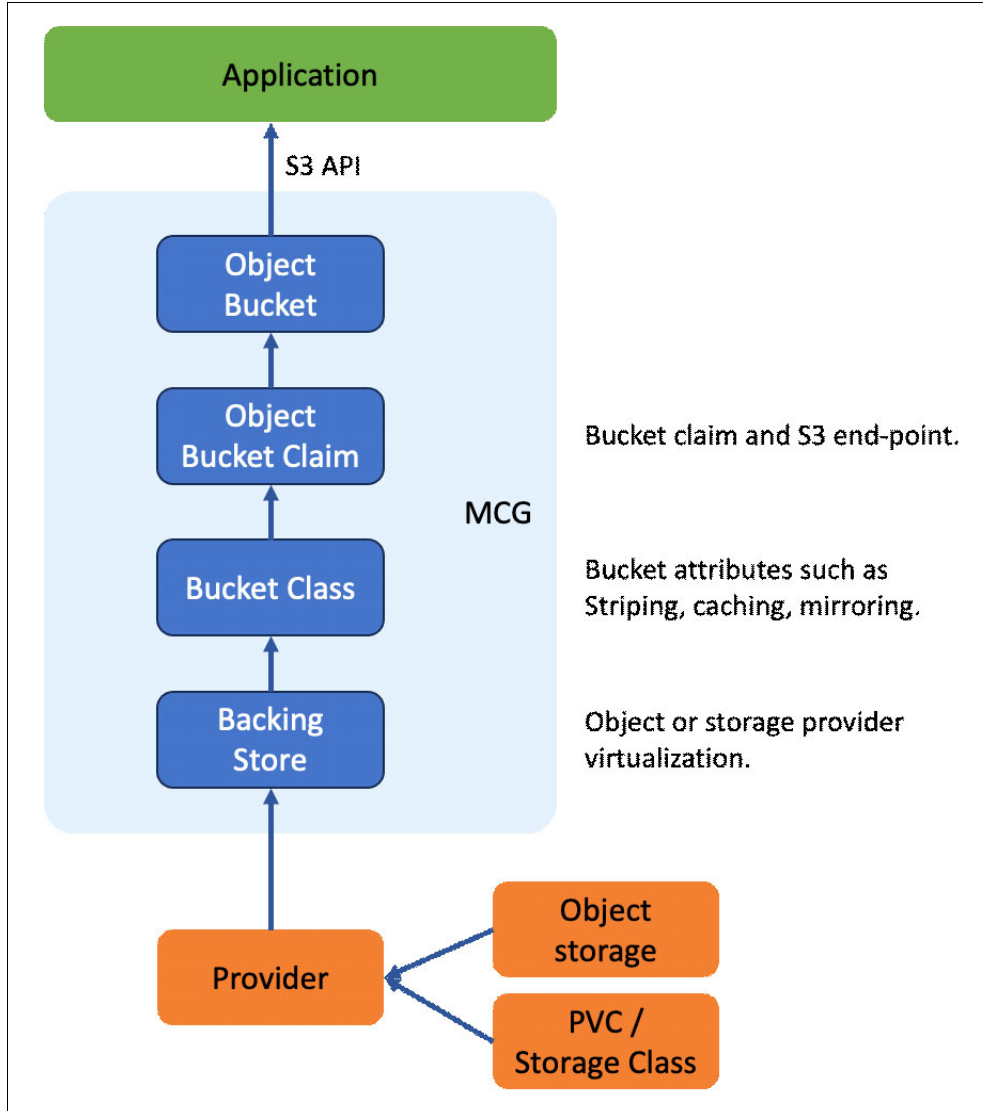 Application
S3 API
Object
Bucket
Object
Bucket Claim
Bucket claim and S3 end-point.
MCG
Bucket Class
Bucket attributes such as
Striping, caching, mirroring.
Backing
Store
Object or storage provider
virtualization.
Provider
Object
storage
PVC /
Storage Class